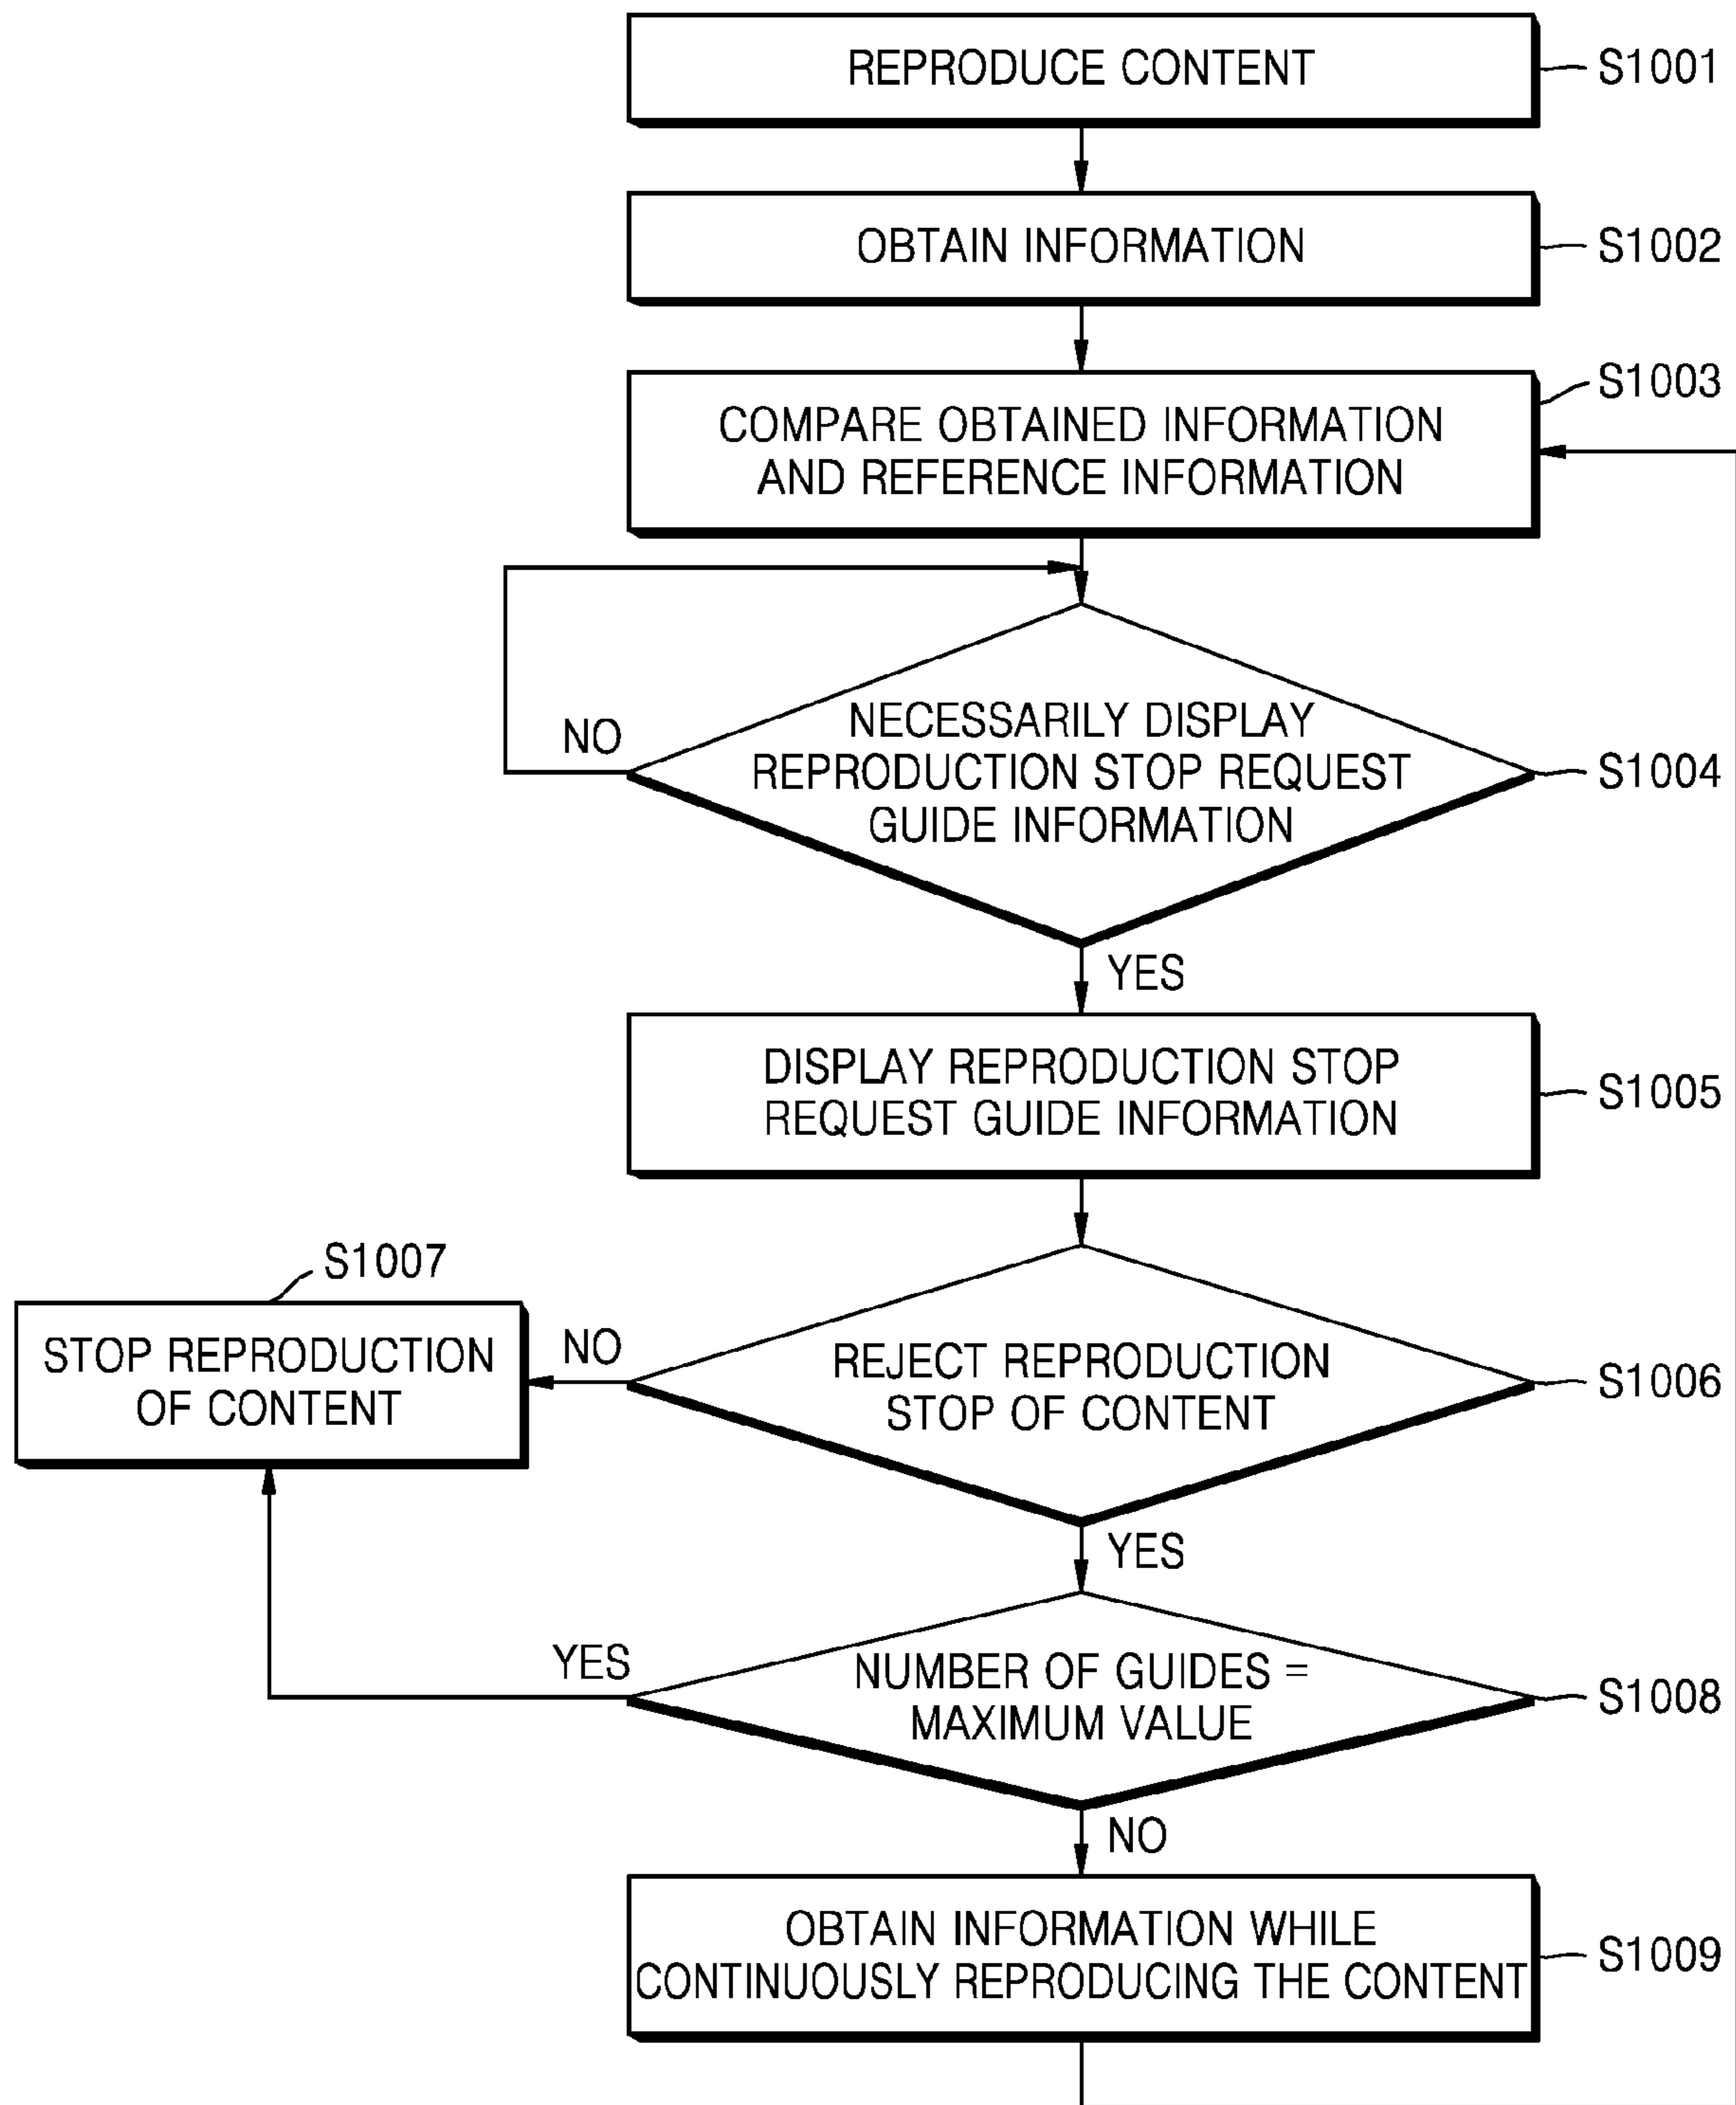 REPRODUCE CONTENT
S1001
OBTAIN INFORMATION
S1002
S1003
COMPARE OBTAINED INFORMATION
AND REFERENCE INFORMATION
NO
NECESSARILY DISPLAY
REPRODUCTION STOP REQUEST
GUIDE INFORMATION
S1004
YES
DISPLAY REPRODUCTION STOP
REQUEST GUIDE INFORMATION
S1005
S1007
STOP REPRODUCTION
OF CONTENT
NO
REJECT REPRODUCTION
STOP OF CONTENT
S1006
YES
YES
NUMBER OF GUIDES =
MAXIMUM VALUE
S1008
NO
OBTAIN INFORMATION WHILE
CONTINUOUSLY REPRODUCING THE CONTENT
S1009